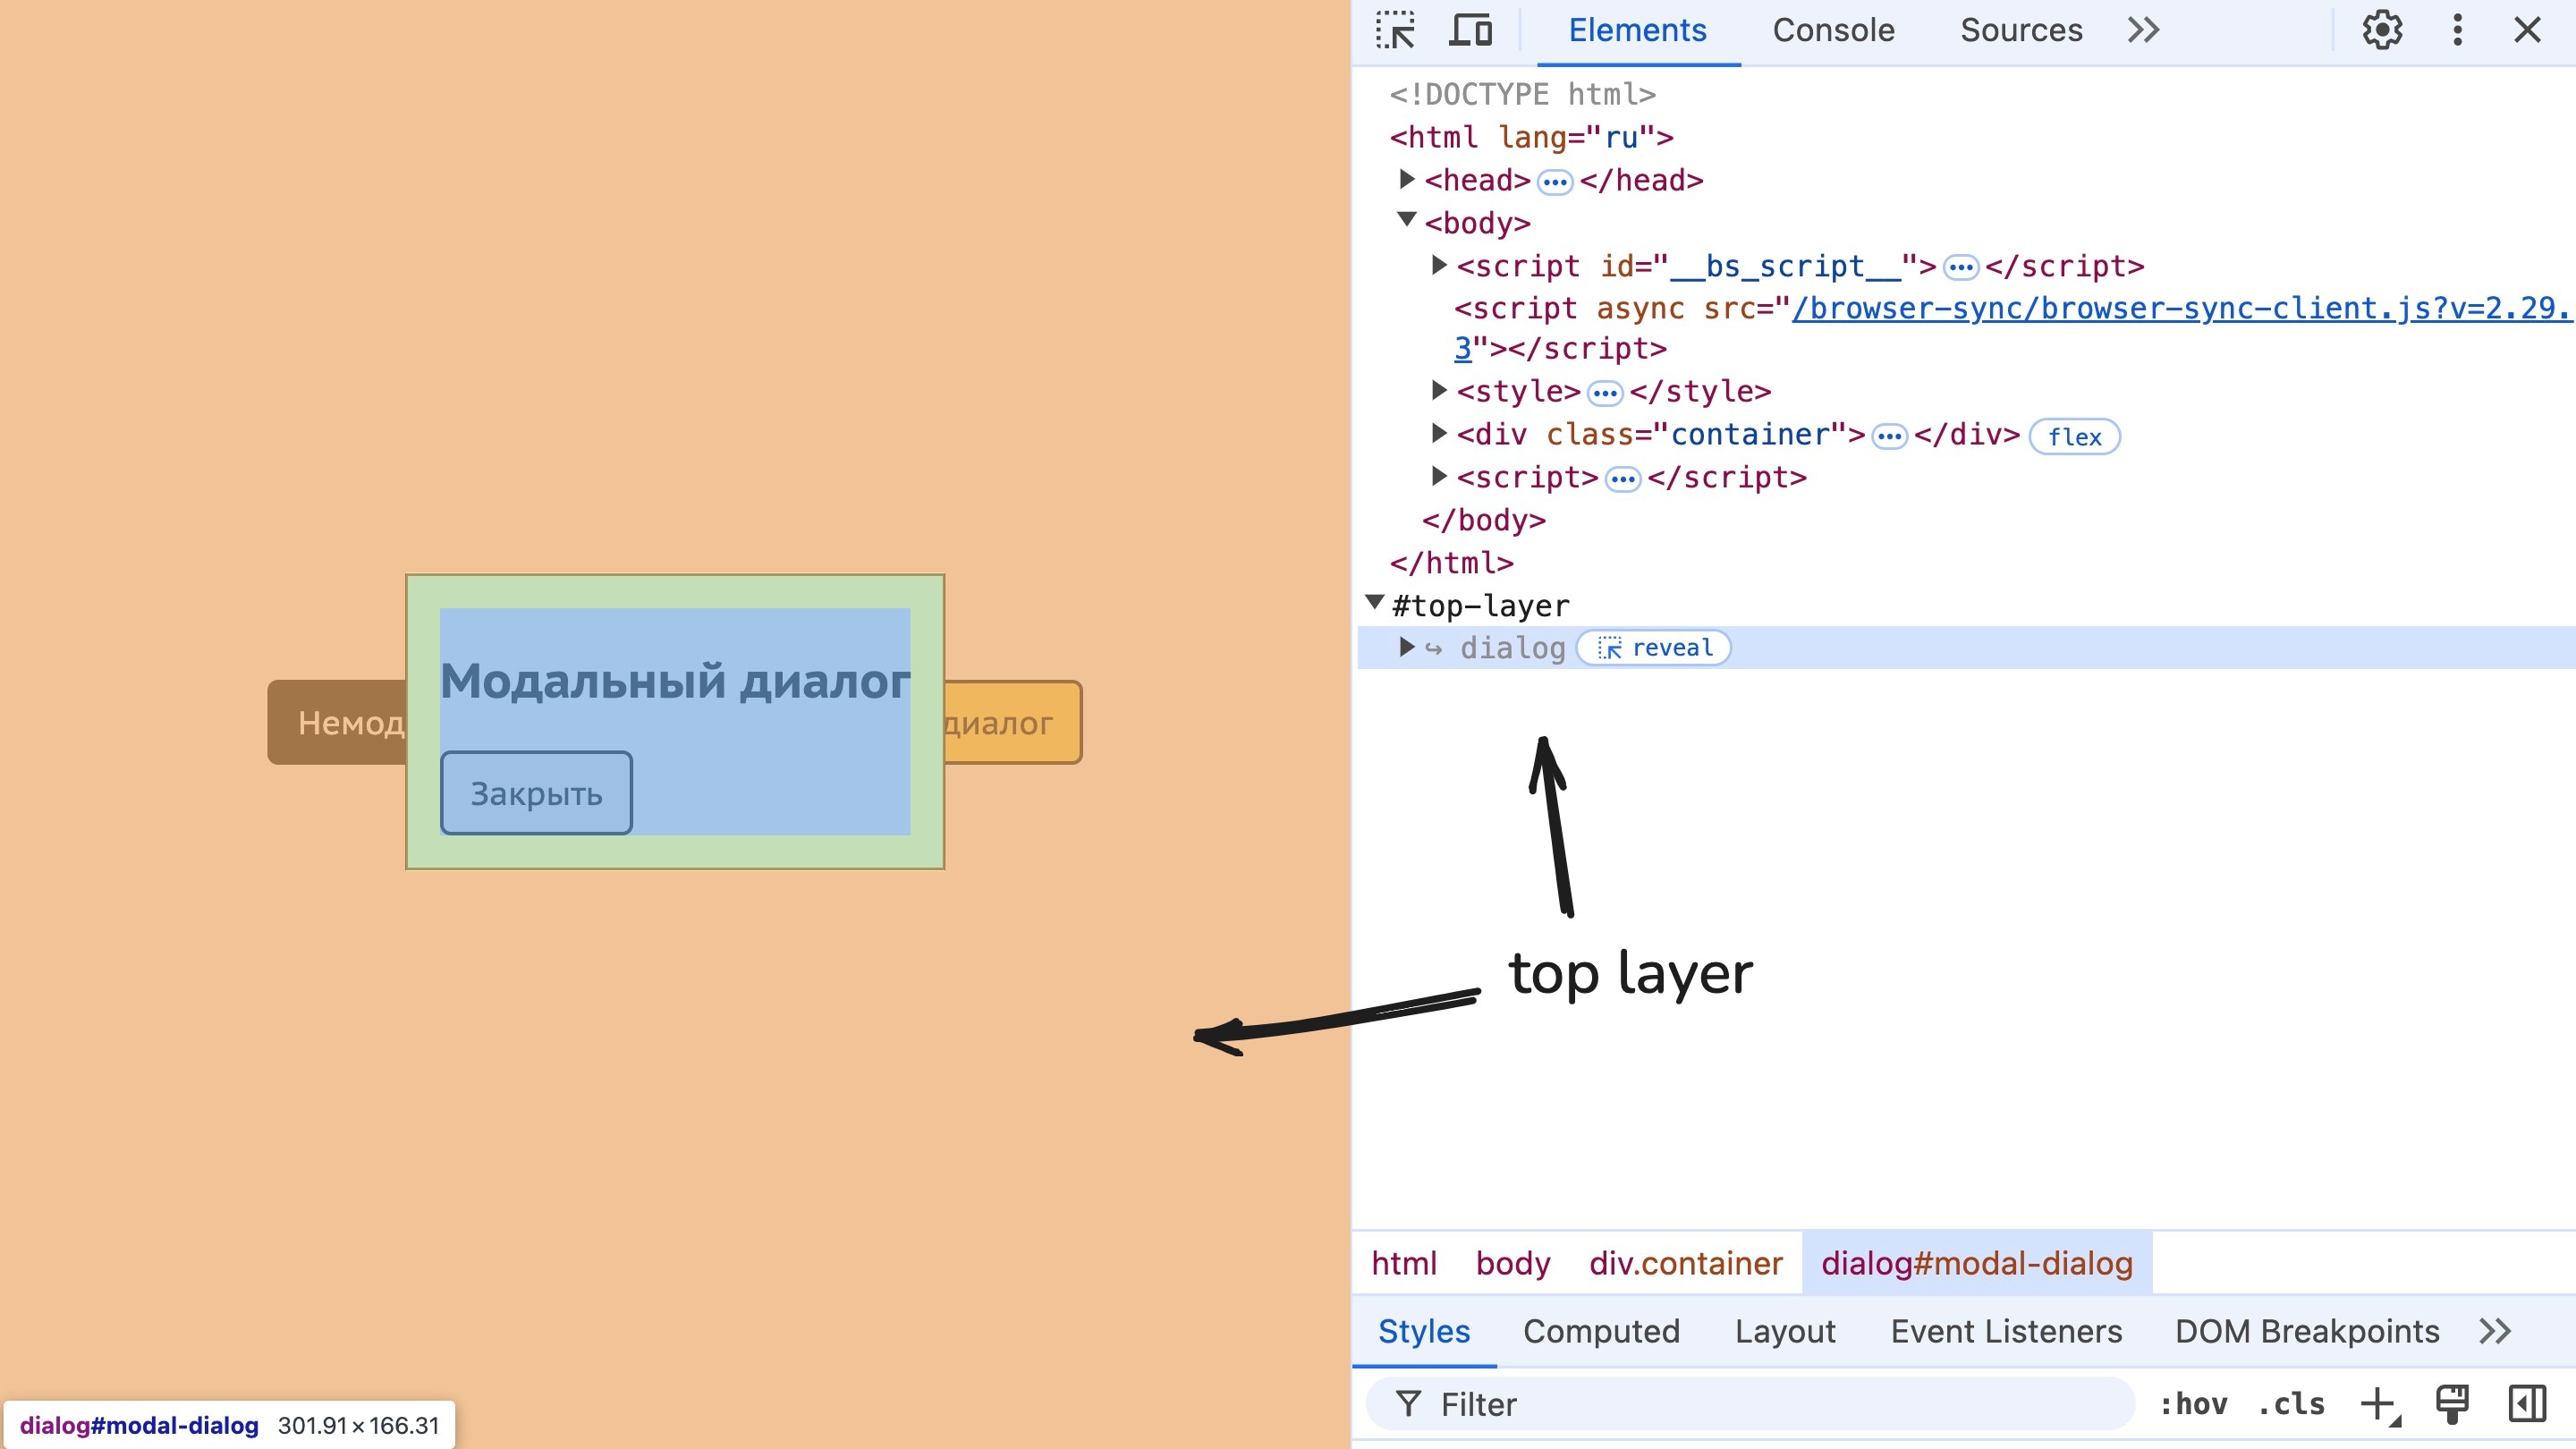 Elements Console Sources
<!DOCTYPE html>
<html lang="ru">
<head> ••• </head>
<body>
<script id="__bs_script__"> ••• </script>
<script async src="/browser-sync/browser-sync-client.js?v=2.29.
3"></script>
<style> ••• </style>
<div class="container"> ••• </div> flex
<script> ••• </script>
</body>
</html>
#top-layer
dialog reveal
Модальный диалог
Немод
диалог
Закрыть
top layer
html body div.container dialog#modal-dialog
Styles Computed Layout Event Listeners DOM Breakpoints
Filter :hov .cls
dialog#modal-dialog 301.91×166.31